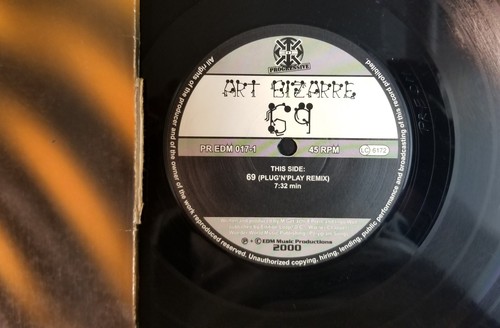 PROGRESSIVE
ART BIZARRE
69
PR EDM 017-1
45 RPM
LC 6172
THIS SIDE:
69 (PLUG'N'PLAY REMIX)
7:32 min
℗ © EDM Music Productions
2000
All rights of the producer and of the owner of the work reproduced reserved. Unauthorized copying, hiring, lending, public performance and broadcasting of this record prohibited.